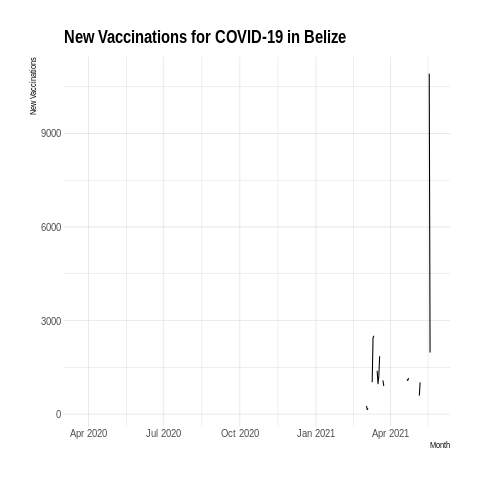 New Vaccinations for COVID-19 in Belize
New Vaccinations
9000
6000
3000
0
Apr 2020 Jul 2020 Oct 2020 Jan 2021 Apr 2021
Month